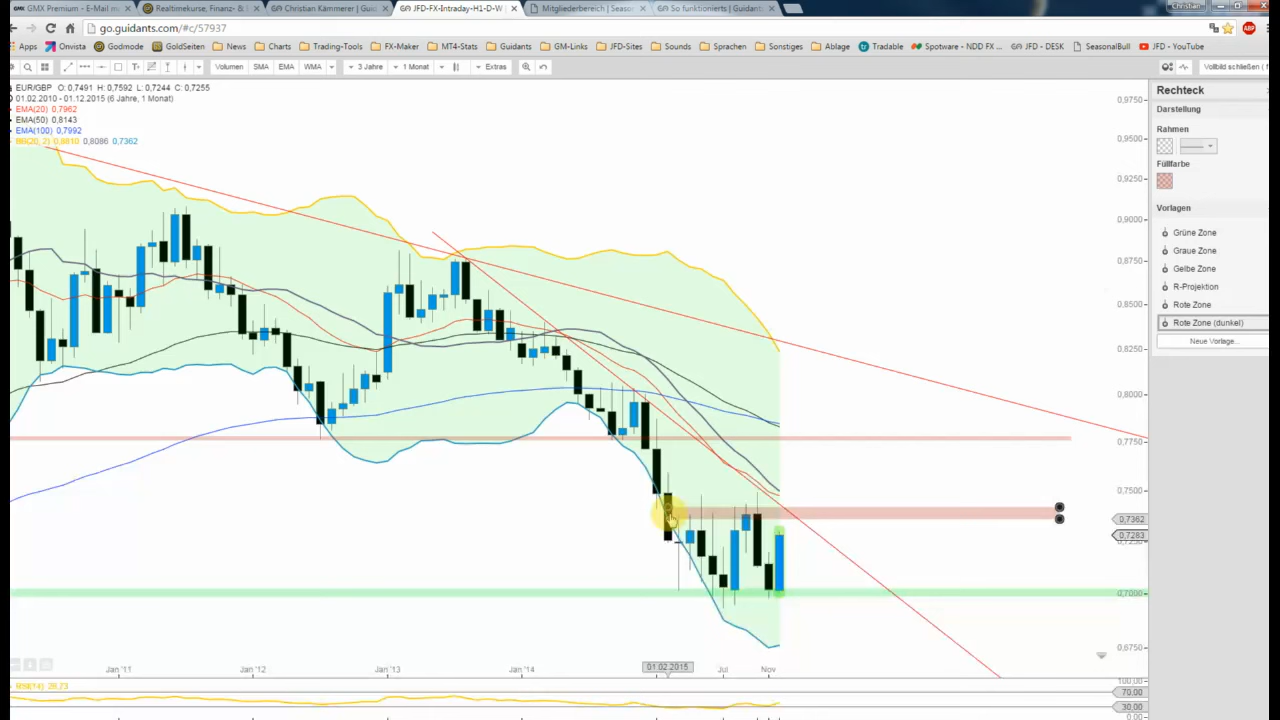 GMX Premium - E-Mail m
Realtimekurse, Finanz- & 
Christian Kämmerer | Guid
JFD-FX-Intraday-H1-D-W
Mitgliederbereich | Seaso
So funktionierts | Guidant
Christian
go.guidants.com/#c/57937
Apps
Onvista
Godmode
GoldSeiten
News
Charts
Trading-Tools
FX-Maker
MT4-Stats
Guidants
GM-Links
JFD-Sites
Sounds
Sprachen
Sonstiges
Ablage
Tradable
Spotware - NDD FX ...
JFD - DESK
SeasonalBull
JFD - YouTube
Volumen
SMA
EMA
WMA
3 Jahre
1 Monat
Extras
Vollbild schließen (
EUR/GBP O: 0,7491 H: 0,7592 L: 0,7244 C: 0,7255
01.02.2010 - 01.12.2015 (6 Jahre, 1 Monat)
EMA(20) 0,7962
EMA(50) 0,8143
EMA(100) 0,7992
BB(20, 2) 0,8810 0,8086 0,7362
0,9750
0,9500
0,9250
0,9000
0,8750
0,8500
0,8250
0,8000
0,7750
0,7500
0,7362
0,7283
0,7000
0,6750
Rechteck
Darstellung
Rahmen
Füllfarbe
Vorlagen
Grüne Zone
Graue Zone
Gelbe Zone
R-Projektion
Rote Zone
Rote Zone (dunkel)
Neue Vorlage...
Jan '11
Jan '12
Jan '13
Jan '14
01.02.2015
Jul
Nov
100,00
70.00
30.00
0.00